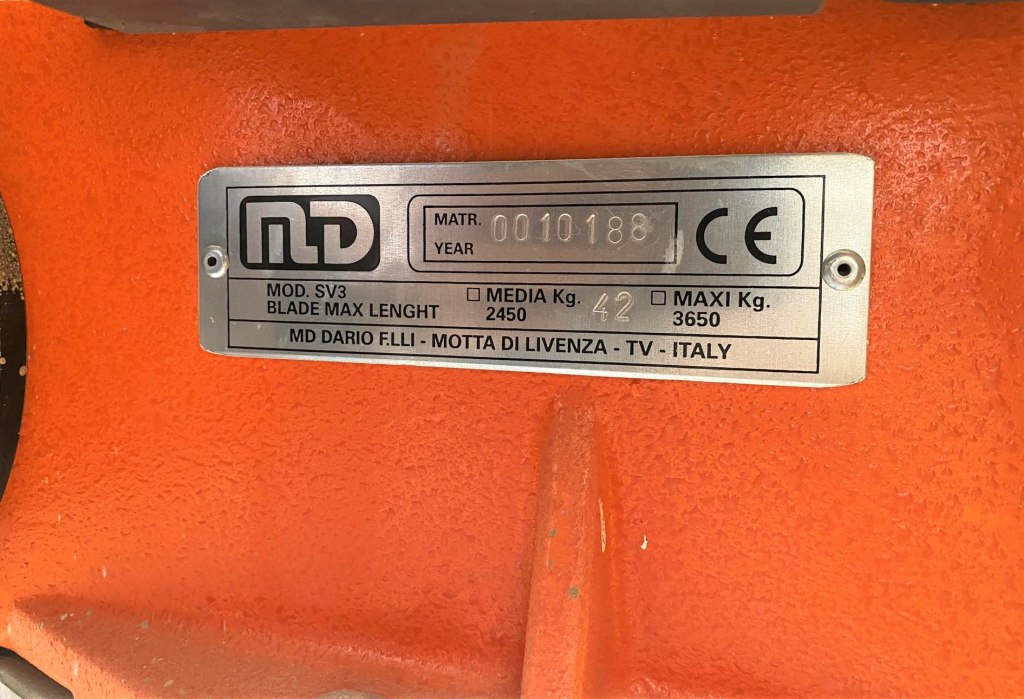 MD
MATR. 0010188
YEAR
CE
MOD. SV3
BLADE MAX LENGHT
MEDIA Kg. 42
2450
MAXI Kg.
3650
MD DARIO F.LLI - MOTTA DI LIVENZA - TV - ITALY